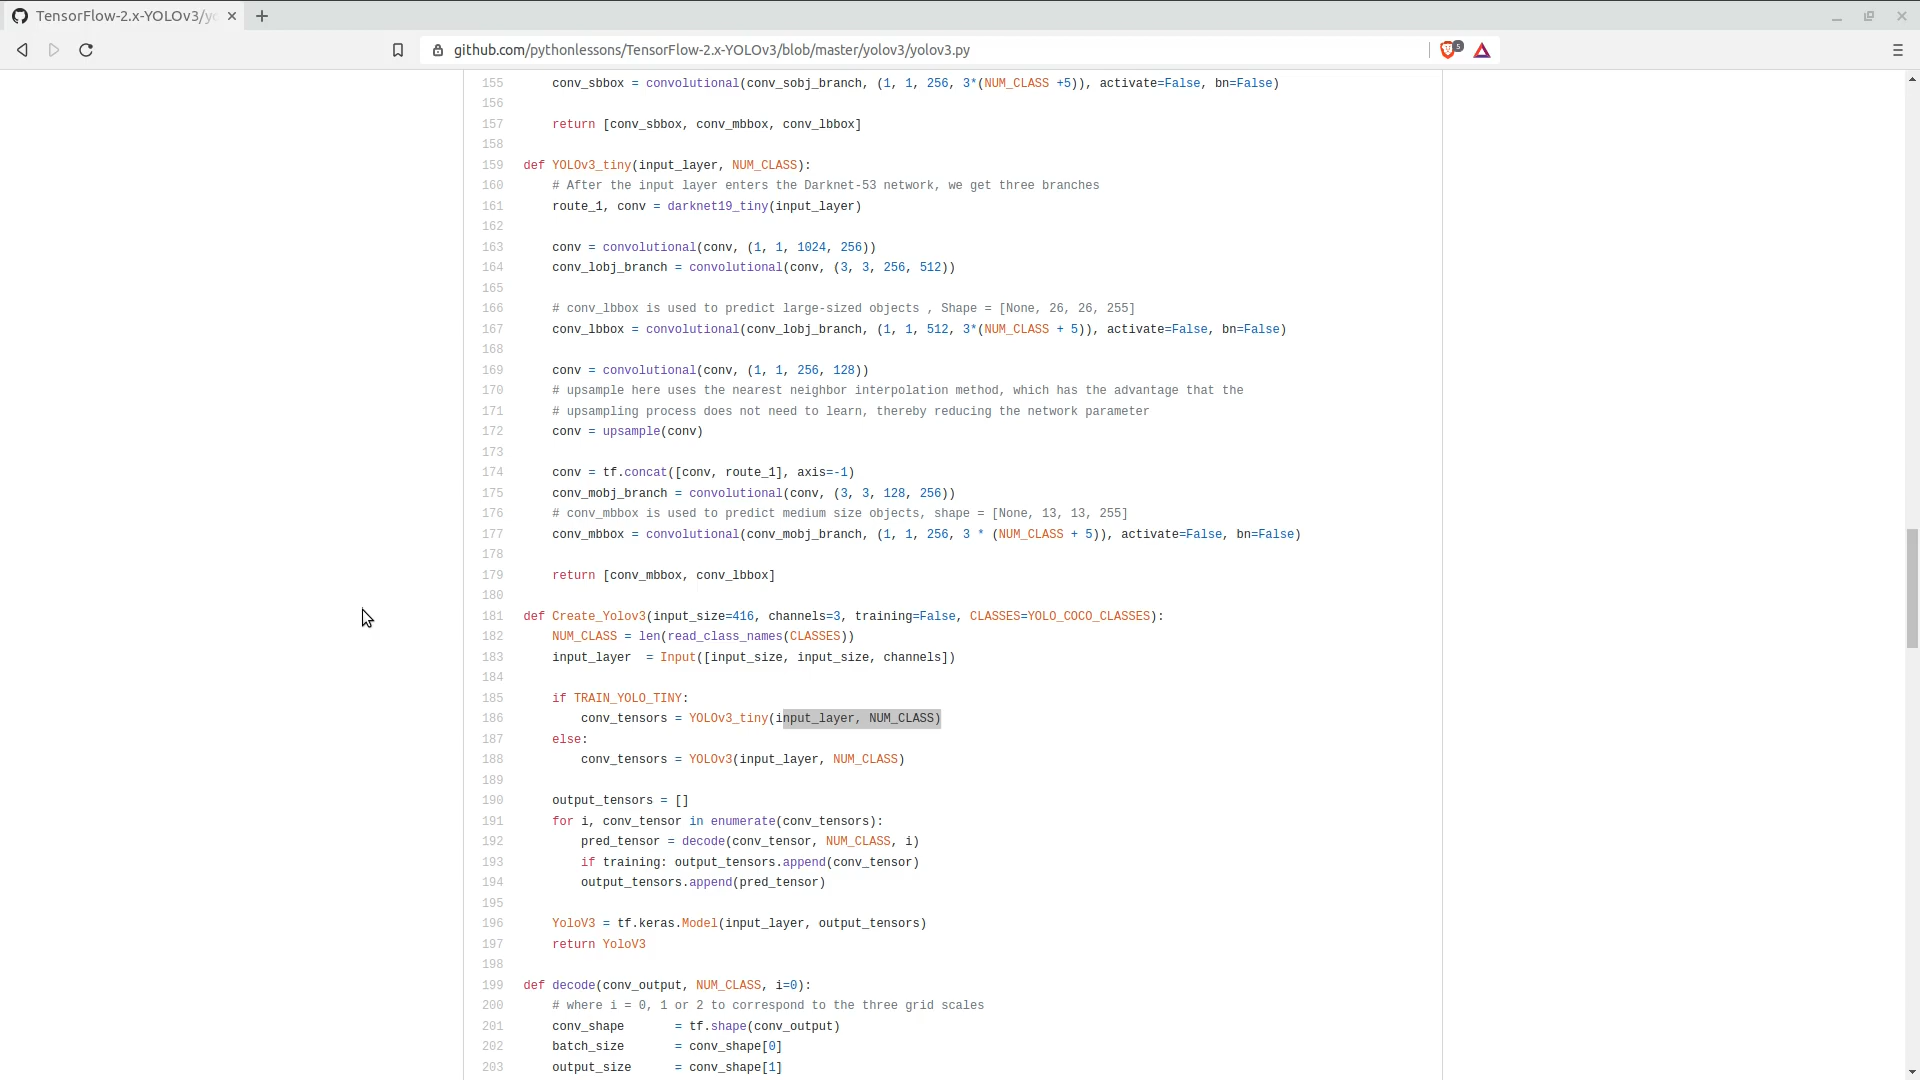 TensorFlow-2.x-YOLOv3/yo
github.com/pythonlessons/TensorFlow-2.x-YOLOv3/blob/master/yolov3/yolov3.py
5
155 conv_sbbox = convolutional(conv_sobj_branch, (1, 1, 256, 3*(NUM_CLASS +5)), activate=False, bn=False)
156
157 return [conv_sbbox, conv_mbbox, conv_lbbox]
158
159 def YOLOv3_tiny(input_layer, NUM_CLASS):
160 # After the input layer enters the Darknet-53 network, we get three branches
161 route_1, conv = darknet19_tiny(input_layer)
162
163 conv = convolutional(conv, (1, 1, 1024, 256))
164 conv_lobj_branch = convolutional(conv, (3, 3, 256, 512))
165
166 # conv_lbbox is used to predict large-sized objects , Shape = [None, 26, 26, 255]
167 conv_lbbox = convolutional(conv_lobj_branch, (1, 1, 512, 3*(NUM_CLASS + 5)), activate=False, bn=False)
168
169 conv = convolutional(conv, (1, 1, 256, 128))
170 # upsample here uses the nearest neighbor interpolation method, which has the advantage that the
171 # upsampling process does not need to learn, thereby reducing the network parameter
172 conv = upsample(conv)
173
174 conv = tf.concat([conv, route_1], axis=-1)
175 conv_mobj_branch = convolutional(conv, (3, 3, 128, 256))
176 # conv_mbbox is used to predict medium size objects, shape = [None, 13, 13, 255]
177 conv_mbbox = convolutional(conv_mobj_branch, (1, 1, 256, 3 * (NUM_CLASS + 5)), activate=False, bn=False)
178
179 return [conv_mbbox, conv_lbbox]
180
181 def Create_Yolov3(input_size=416, channels=3, training=False, CLASSES=YOLO_COCO_CLASSES):
182 NUM_CLASS = len(read_class_names(CLASSES))
183 input_layer  = Input([input_size, input_size, channels])
184
185 if TRAIN_YOLO_TINY:
186 conv_tensors = YOLOv3_tiny(input_layer, NUM_CLASS)
187 else:
188 conv_tensors = YOLOv3(input_layer, NUM_CLASS)
189
190 output_tensors = []
191 for i, conv_tensor in enumerate(conv_tensors):
192 pred_tensor = decode(conv_tensor, NUM_CLASS, i)
193 if training: output_tensors.append(conv_tensor)
194 output_tensors.append(pred_tensor)
195
196 YoloV3 = tf.keras.Model(input_layer, output_tensors)
197 return YoloV3
198
199 def decode(conv_output, NUM_CLASS, i=0):
200 # where i = 0, 1 or 2 to correspond to the three grid scales
201 conv_shape       = tf.shape(conv_output)
202 batch_size       = conv_shape[0]
203 output_size      = conv_shape[1]